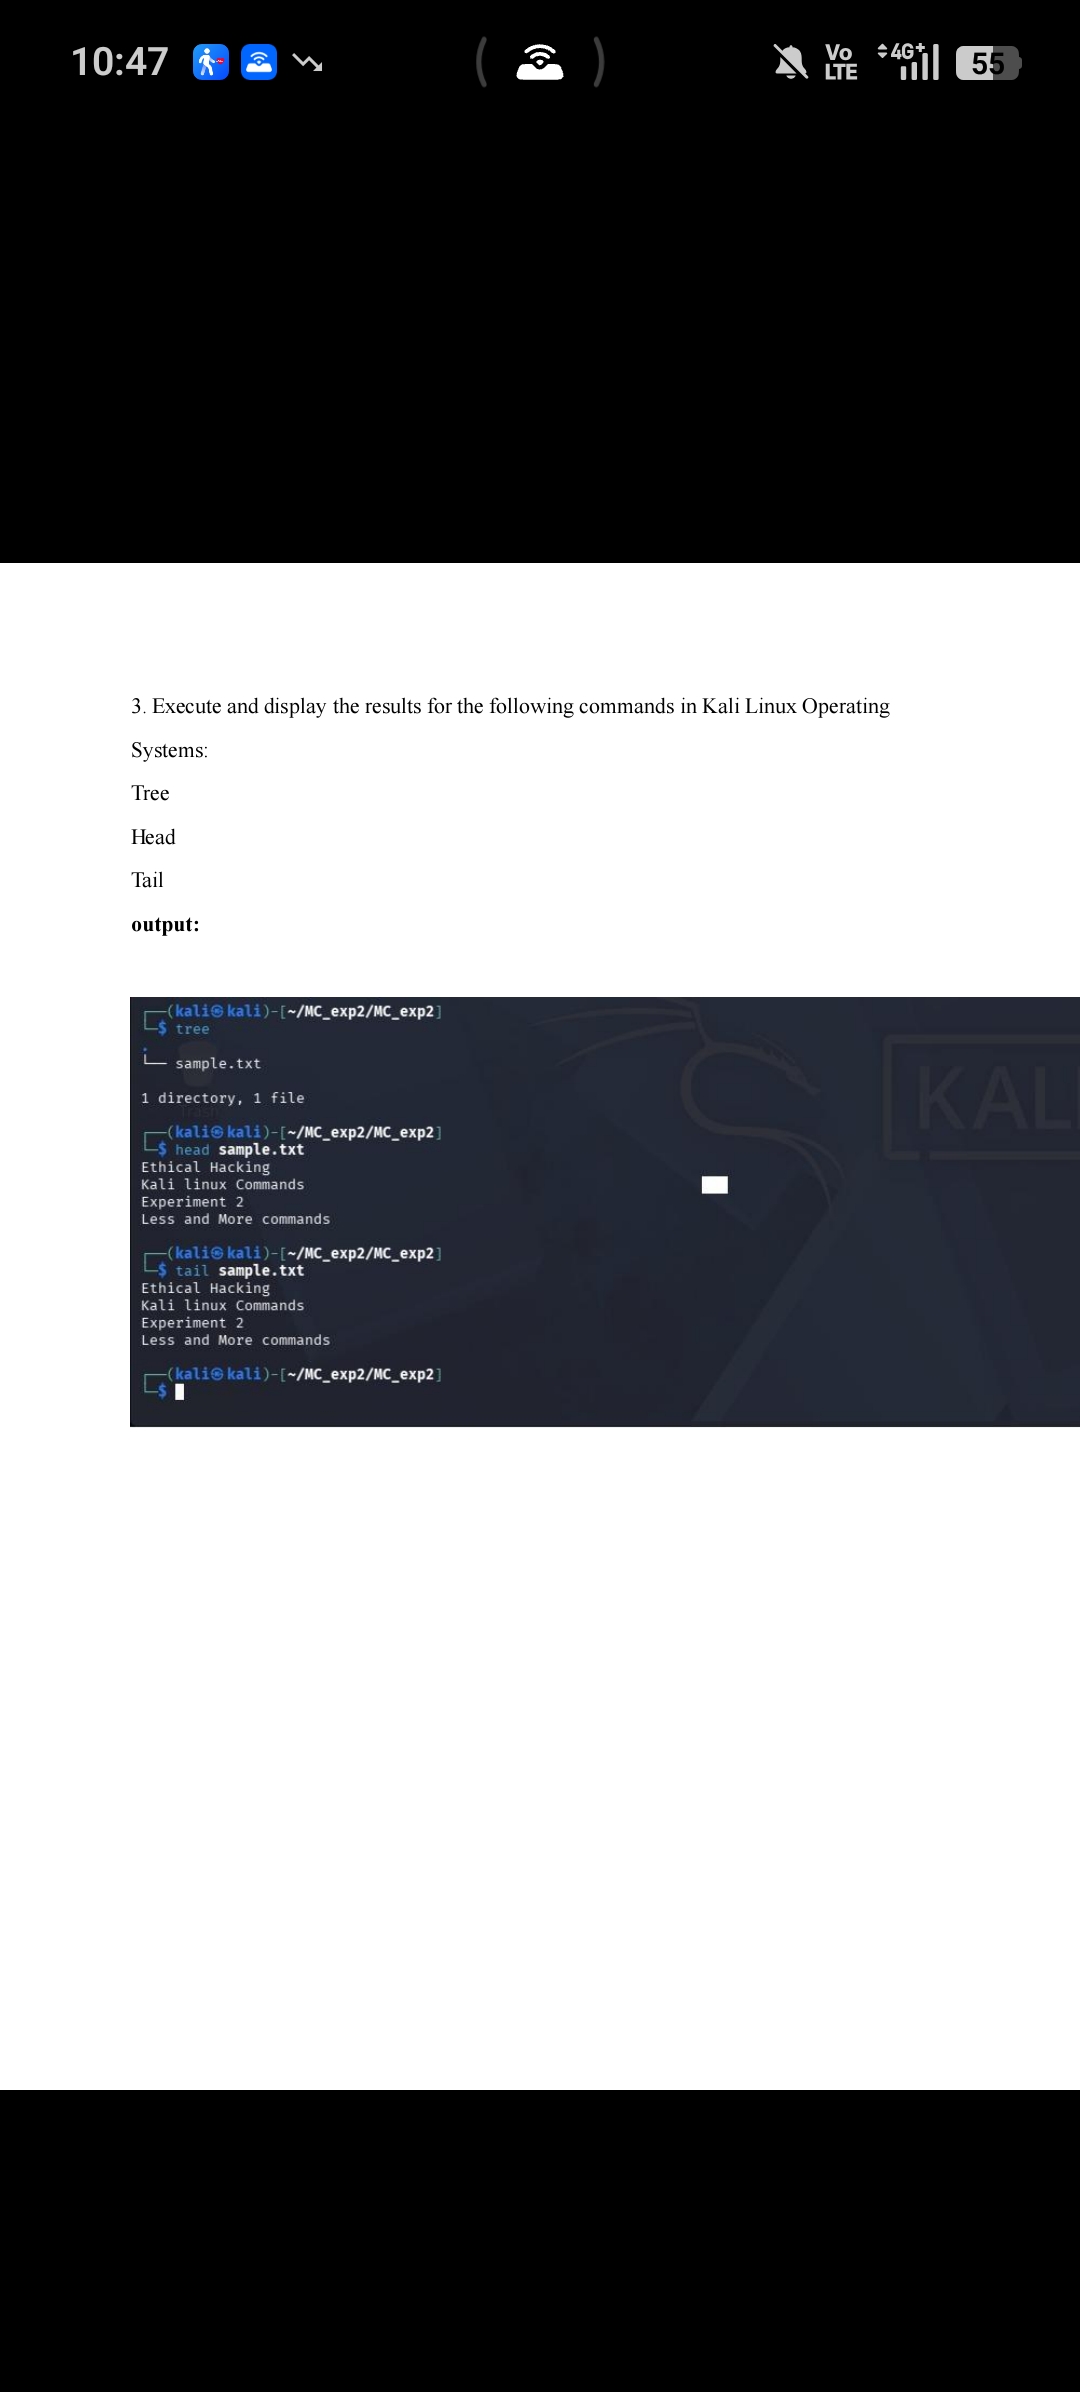 10:47
Vo
LTE
4G+
55
3. Execute and display the results for the following commands in Kali Linux Operating
Systems:
Tree
Head
Tail
output:
┌──(kali㉿kali)-[~/MC_exp2/MC_exp2]
└─$ tree
.
└── sample.txt
1 directory, 1 file
Trash
┌──(kali㉿kali)-[~/MC_exp2/MC_exp2]
└─$ head sample.txt
Ethical Hacking
Kali linux Commands
Experiment 2
Less and More commands
┌──(kali㉿kali)-[~/MC_exp2/MC_exp2]
└─$ tail sample.txt
Ethical Hacking
Kali linux Commands
Experiment 2
Less and More commands
┌──(kali㉿kali)-[~/MC_exp2/MC_exp2]
└─$
KALI